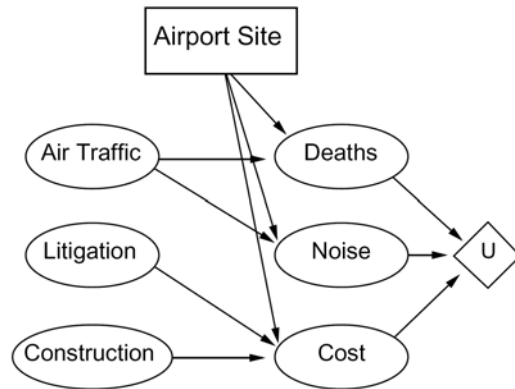 Airport Site
Air Traffic
Deaths
Litigation
Noise
U
Construction
Cost